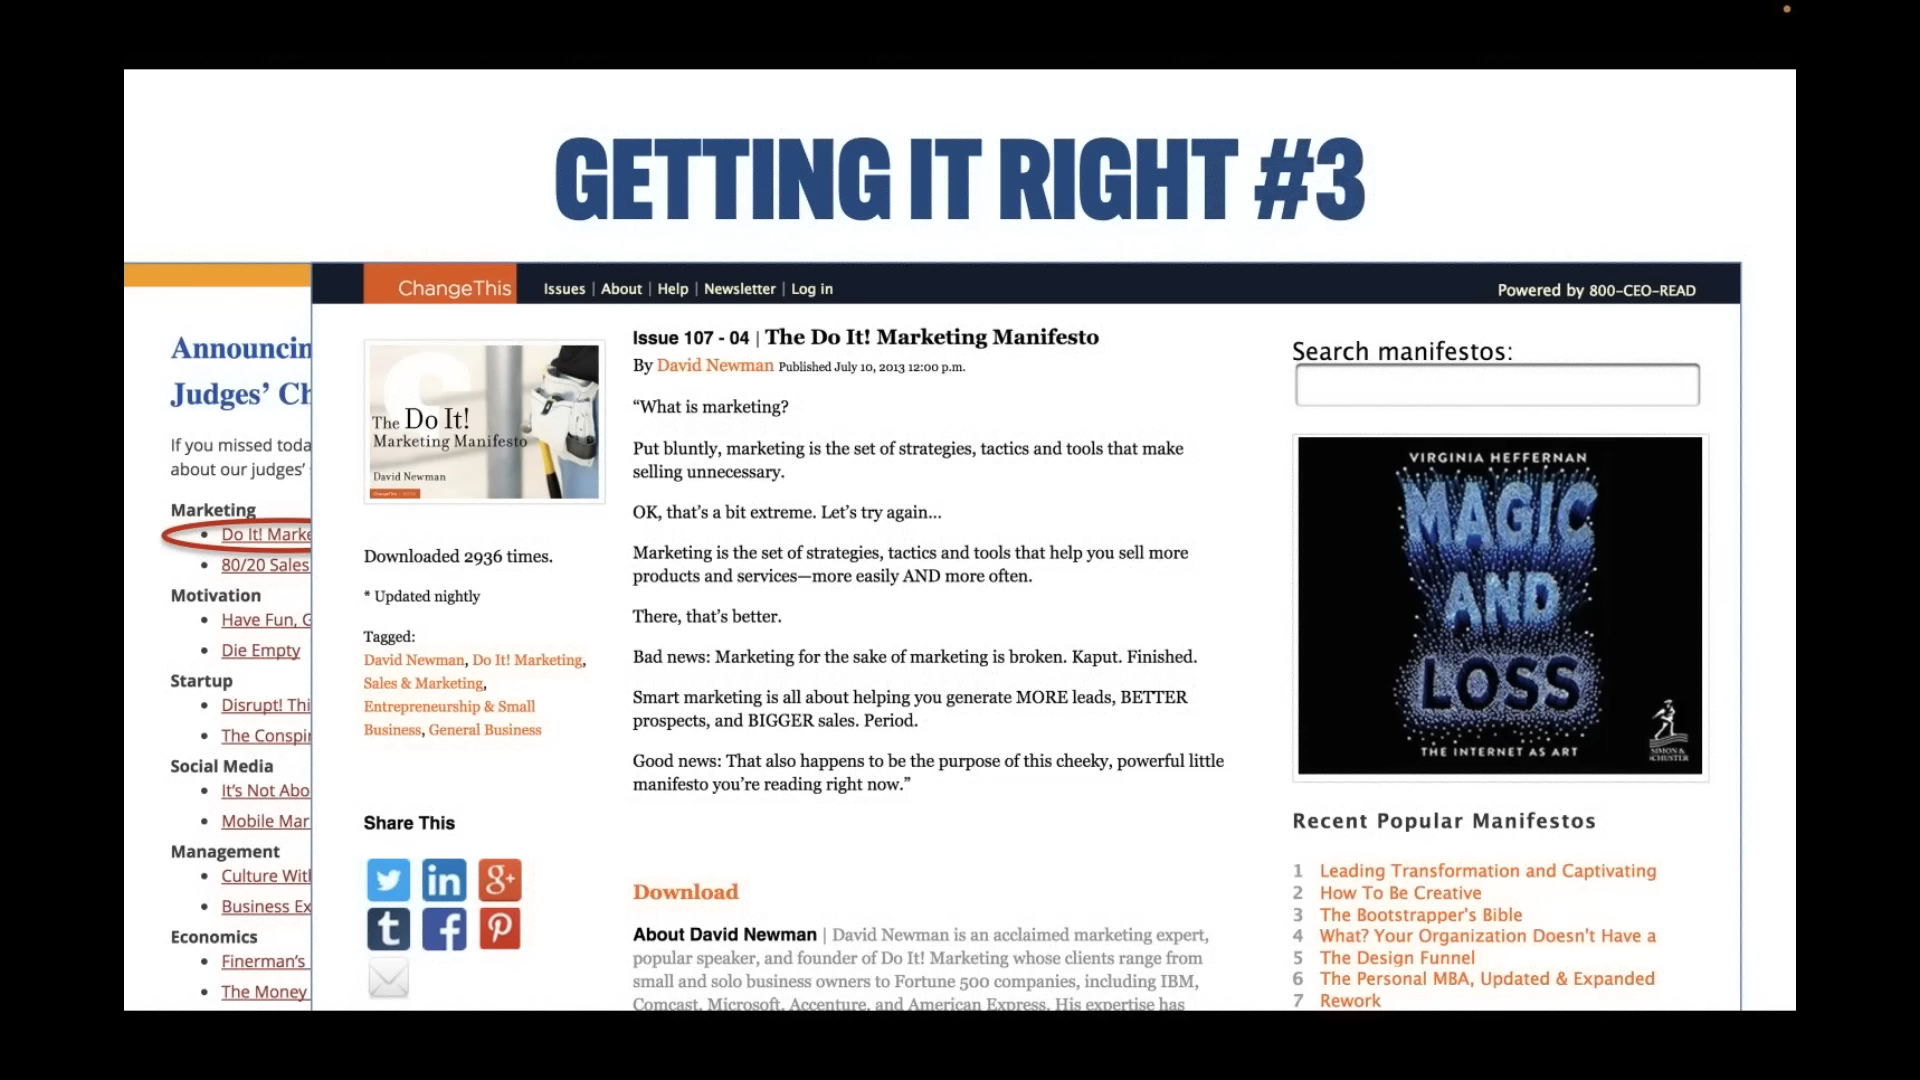 GETTING IT RIGHT #3
Announcin
Judges' Ch
If you missed toda
about our judges'
Marketing
Do It! Marke
80/20 Sales
Motivation
Have Fun, G
Die Empty
Startup
Disrupt! Thi
The Conspi
Social Media
It's Not Abo
Mobile Mar
Management
Culture Witl
Business Ex
Economics
Finerman's
The Money
ChangeThis
Issues | About | Help | Newsletter | Log in
Powered by 800-CEO-READ
The Do It!
Marketing Manifesto
David Newman
Downloaded 2936 times.
* Updated nightly
Tagged:
David Newman, Do It! Marketing,
Sales & Marketing,
Entrepreneurship & Small
Business, General Business
Share This
Issue 107 - 04 | The Do It! Marketing Manifesto
By David Newman Published July 10, 2013 12:00 p.m.
“What is marketing?
Put bluntly, marketing is the set of strategies, tactics and tools that make
selling unnecessary.
OK, that’s a bit extreme. Let’s try again…
Marketing is the set of strategies, tactics and tools that help you sell more
products and services—more easily AND more often.
There, that’s better.
Bad news: Marketing for the sake of marketing is broken. Kaput. Finished.
Smart marketing is all about helping you generate MORE leads, BETTER
prospects, and BIGGER sales. Period.
Good news: That also happens to be the purpose of this cheeky, powerful little
manifesto you’re reading right now.”
Download
About David Newman | David Newman is an acclaimed marketing expert,
popular speaker, and founder of Do It! Marketing whose clients range from
small and solo business owners to Fortune 500 companies, including IBM,
Comcast, Microsoft, Accenture, and American Express. His expertise has
Search manifestos:
VIRGINIA HEFFERNAN
MAGIC
AND
LOSS
THE INTERNET AS ART
SIMON &
SCHUSTER
Recent Popular Manifestos
1 Leading Transformation and Captivating
2 How To Be Creative
3 The Bootstrapper's Bible
4 What? Your Organization Doesn't Have a
5 The Design Funnel
6 The Personal MBA, Updated & Expanded
7 Rework